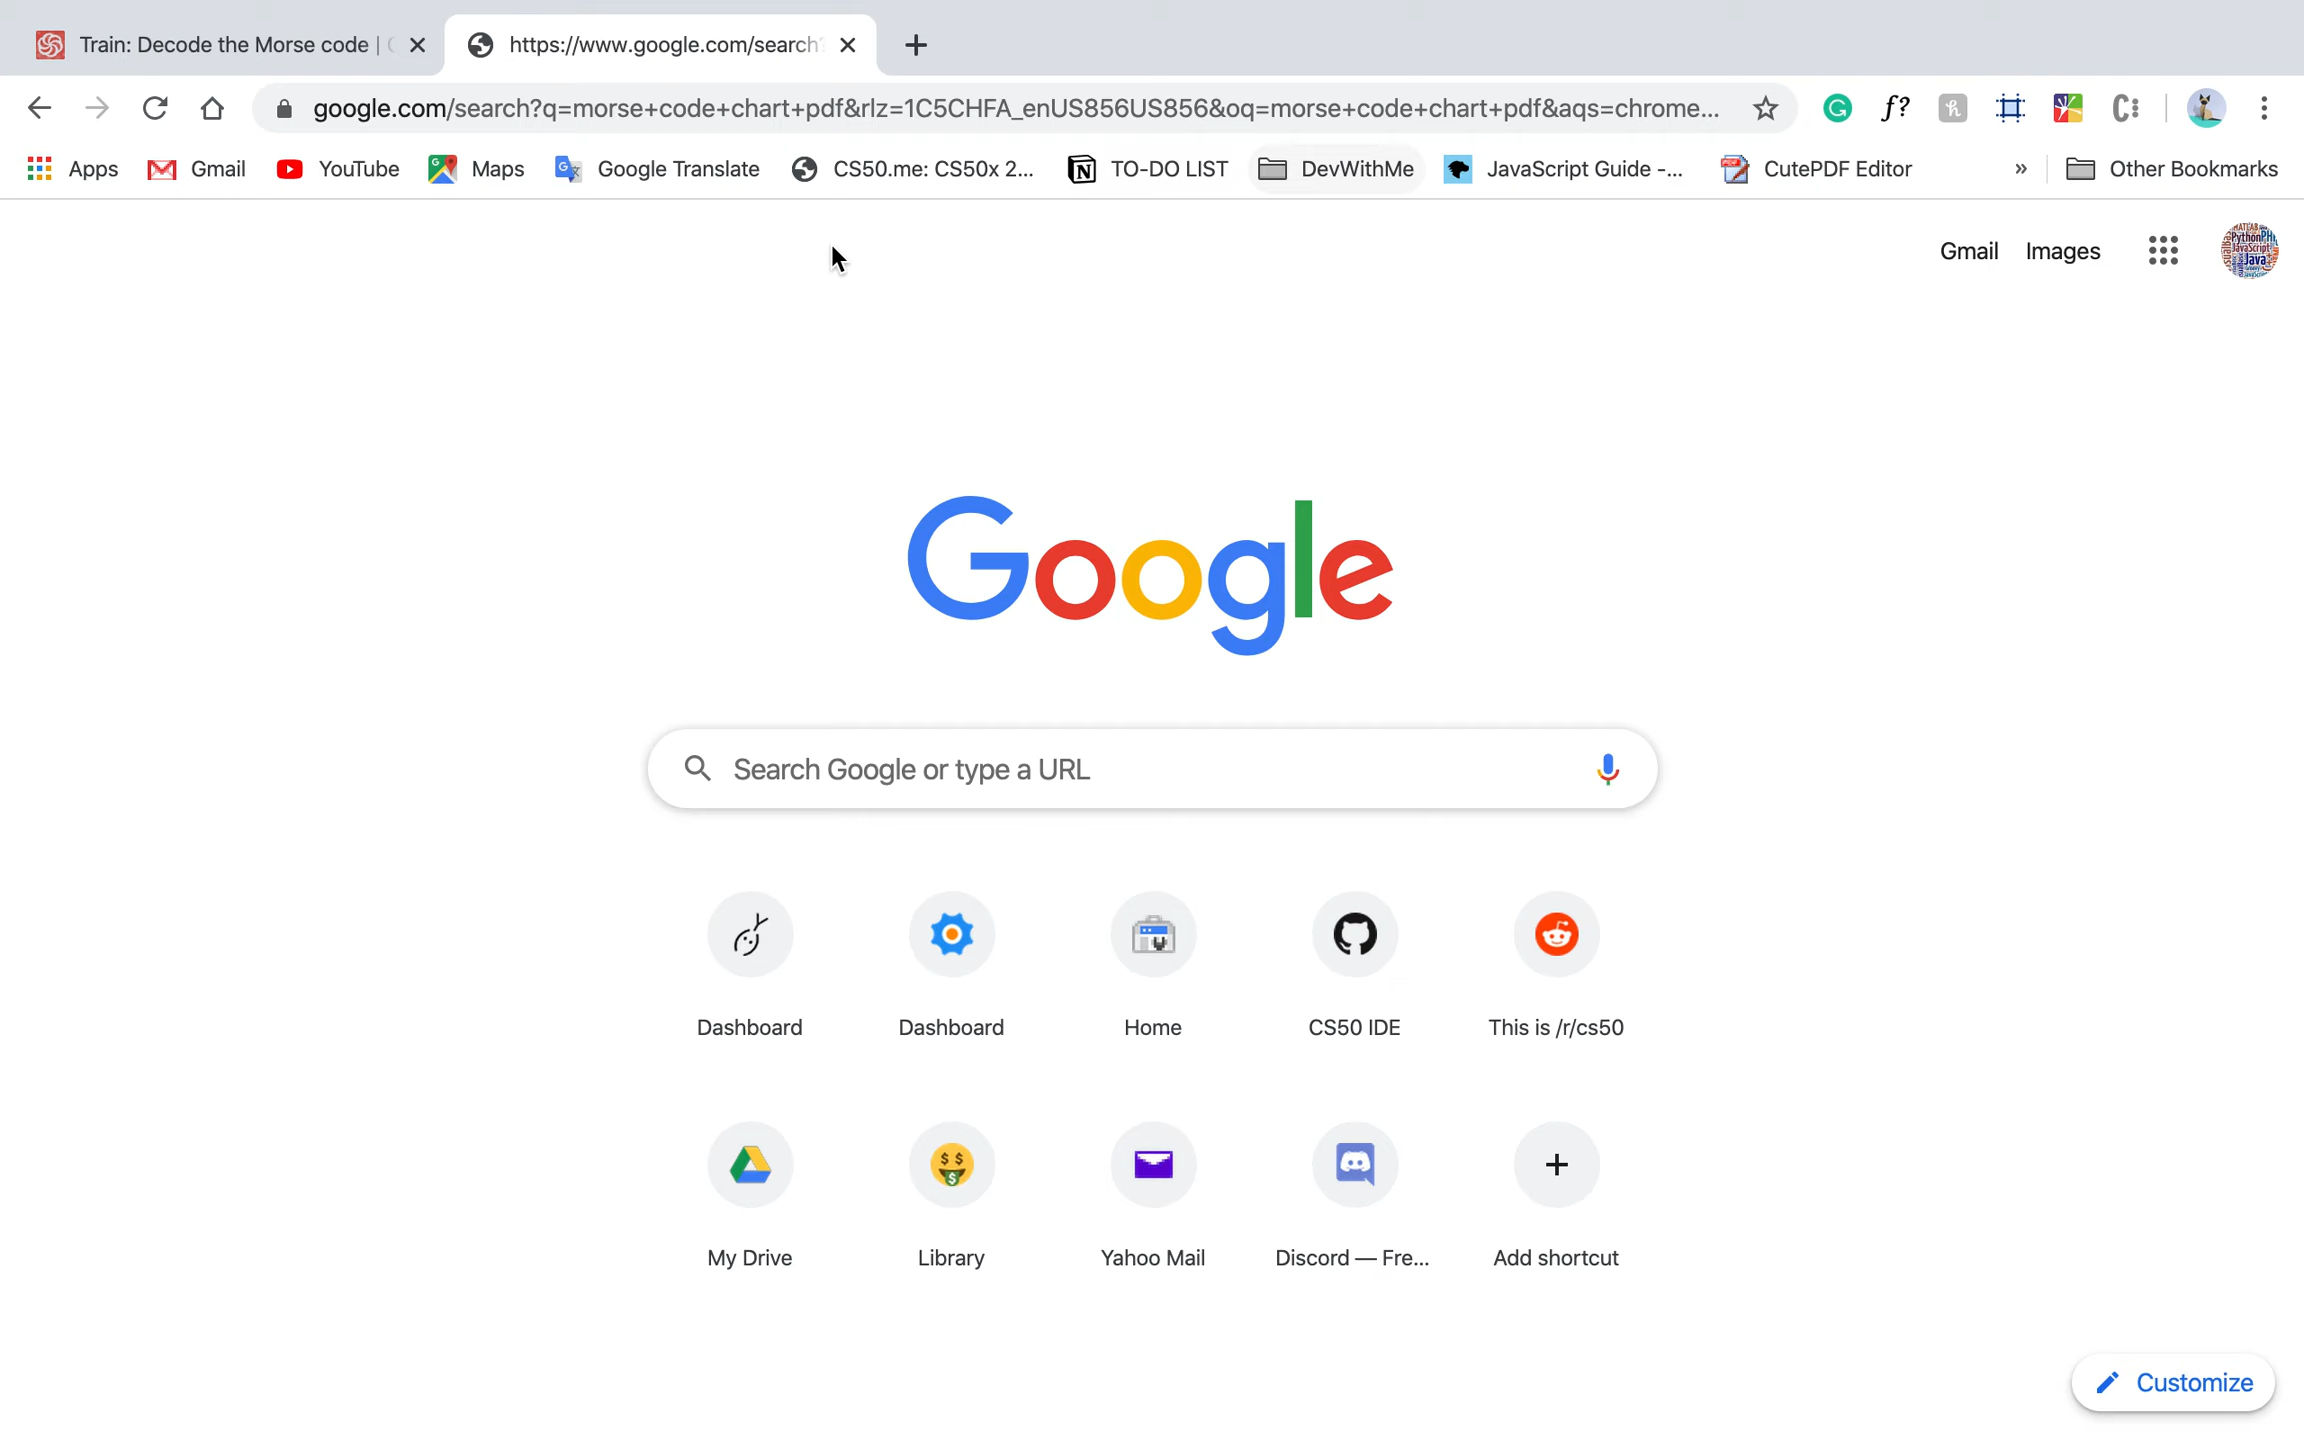 Train: Decode the Morse code |
https://www.google.com/search?
google.com/search?q=morse+code+chart+pdf&rlz=1C5CHFA_enUS856US856&oq=morse+code+chart+pdf&aqs=chrome...
Apps Gmail YouTube Maps Google Translate CS50.me: CS50x 2... TO-DO LIST DevWithMe JavaScript Guide -... CutePDF Editor » Other Bookmarks
Gmail Images
Google
Search Google or type a URL
Dashboard Dashboard Home CS50 IDE This is /r/cs50
My Drive Library Yahoo Mail Discord — Fre... Add shortcut
Customize